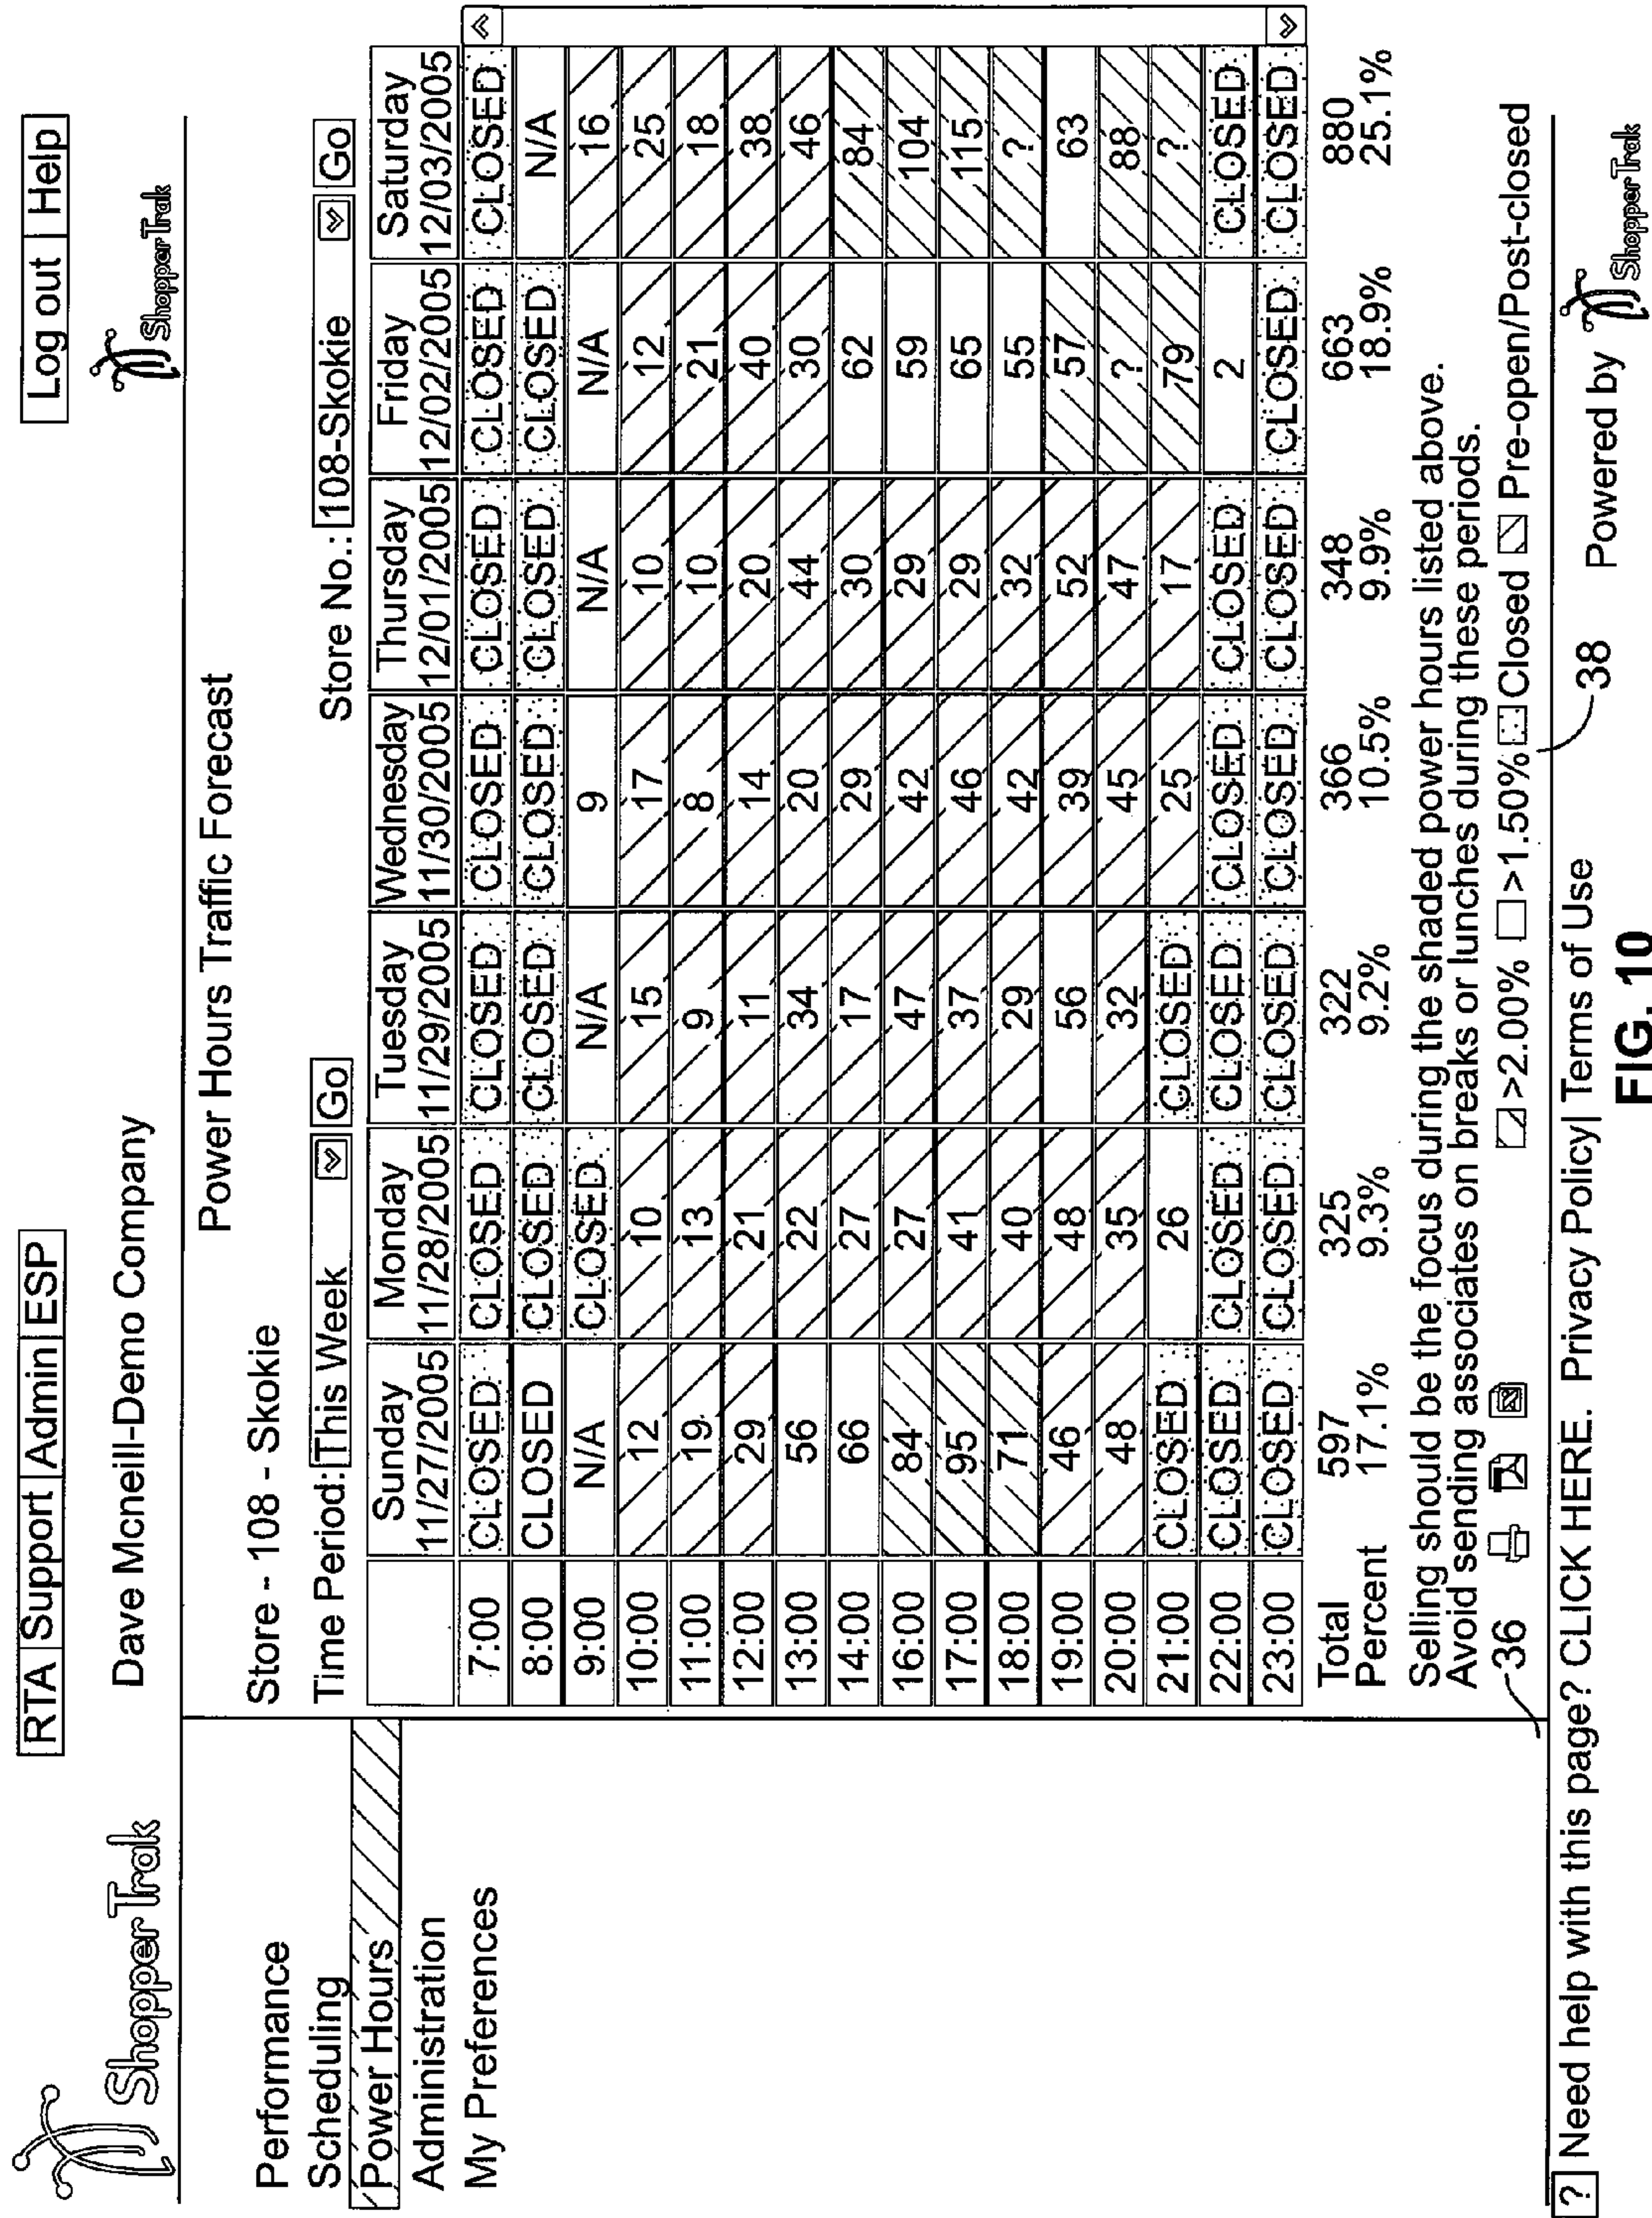 RTA Support Admin ESP Log out Help
ShopperTrak Dave Mcneill-Demo Company ShopperTrak
Performance
Scheduling
Power Hours
Administration
My Preferences
Power Hours Traffic Forecast
Store - 108 - Skokie
Time Period: This Week Go Store No.: 108-Skokie Go
Sunday Monday Tuesday Wednesday Thursday Friday Saturday
11/27/2005 11/28/2005 11/29/2005 11/30/2005 12/01/2005 12/02/2005 12/03/2005
7:00 CLOSED CLOSED CLOSED CLOSED CLOSED CLOSED CLOSED
8:00 CLOSED CLOSED CLOSED CLOSED CLOSED CLOSED N/A
9:00 N/A CLOSED N/A 9 N/A N/A 16
10:00 12 10 15 17 10 12 25
11:00 19 13 9 8 10 21 18
12:00 29 21 11 14 20 40 38
13:00 56 22 34 20 44 30 46
14:00 66 27 17 29 30 62 84
16:00 84 27 47 42 29 59 104
17:00 95 41 37 46 29 65 115
18:00 71 40 29 42 32 55 ?
19:00 46 48 56 39 52 57 63
20:00 48 35 32 45 47 ? 88
21:00 CLOSED 26 CLOSED 25 17 79 ?
22:00 CLOSED CLOSED CLOSED CLOSED CLOSED 2 CLOSED
23:00 CLOSED CLOSED CLOSED CLOSED CLOSED CLOSED CLOSED
Total 597 325 322 366 348 663 880
Percent 17.1% 9.3% 9.2% 10.5% 9.9% 18.9% 25.1%
Selling should be the focus during the shaded power hours listed above.
Avoid sending associates on breaks or lunches during these periods.
36 >2.00% >1.50% Closed Pre-open/Post-closed
38
? Need help with this page? CLICK HERE. Privacy Policy| Terms of Use Powered by ShopperTrak
FIG. 10